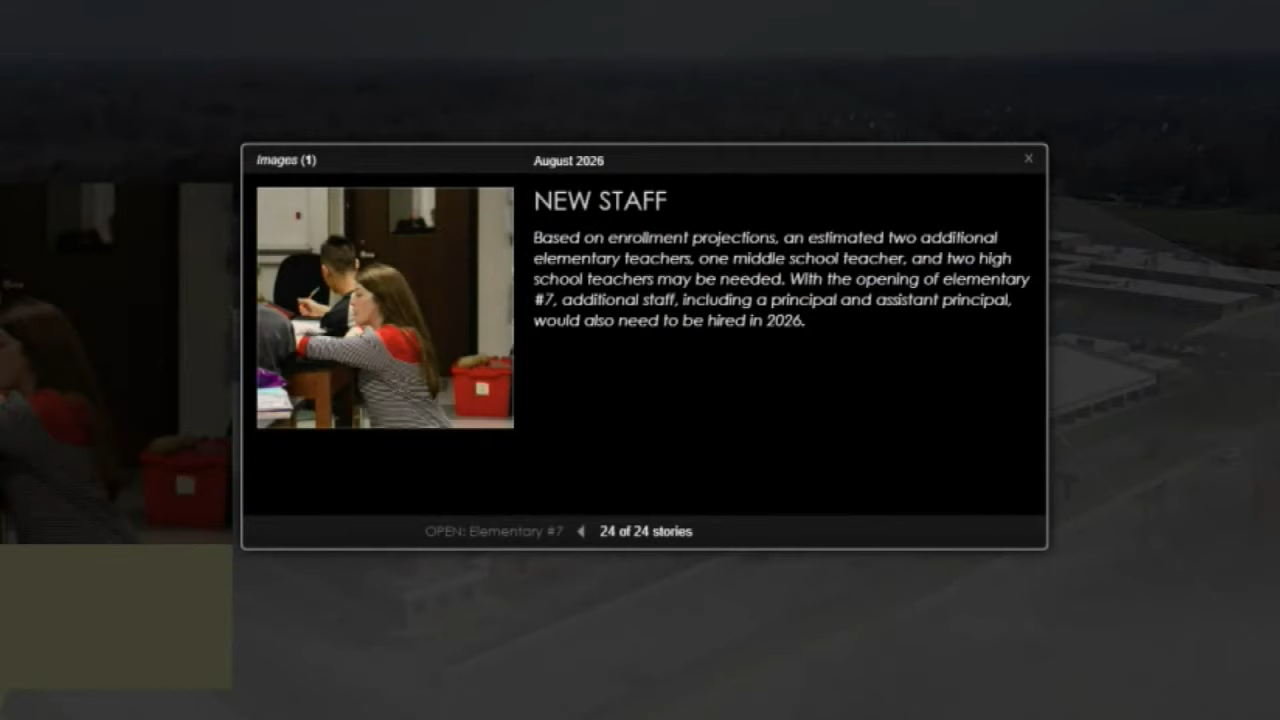 Images (1)
August 2026
X
NEW STAFF
Based on enrollment projections, an estimated two additional
elementary teachers, one middle school teacher, and two high
school teachers may be needed. With the opening of elementary
#7, additional staff, including a principal and assistant principal,
would also need to be hired in 2026.
OPEN: Elementary #7
24 of 24 stories